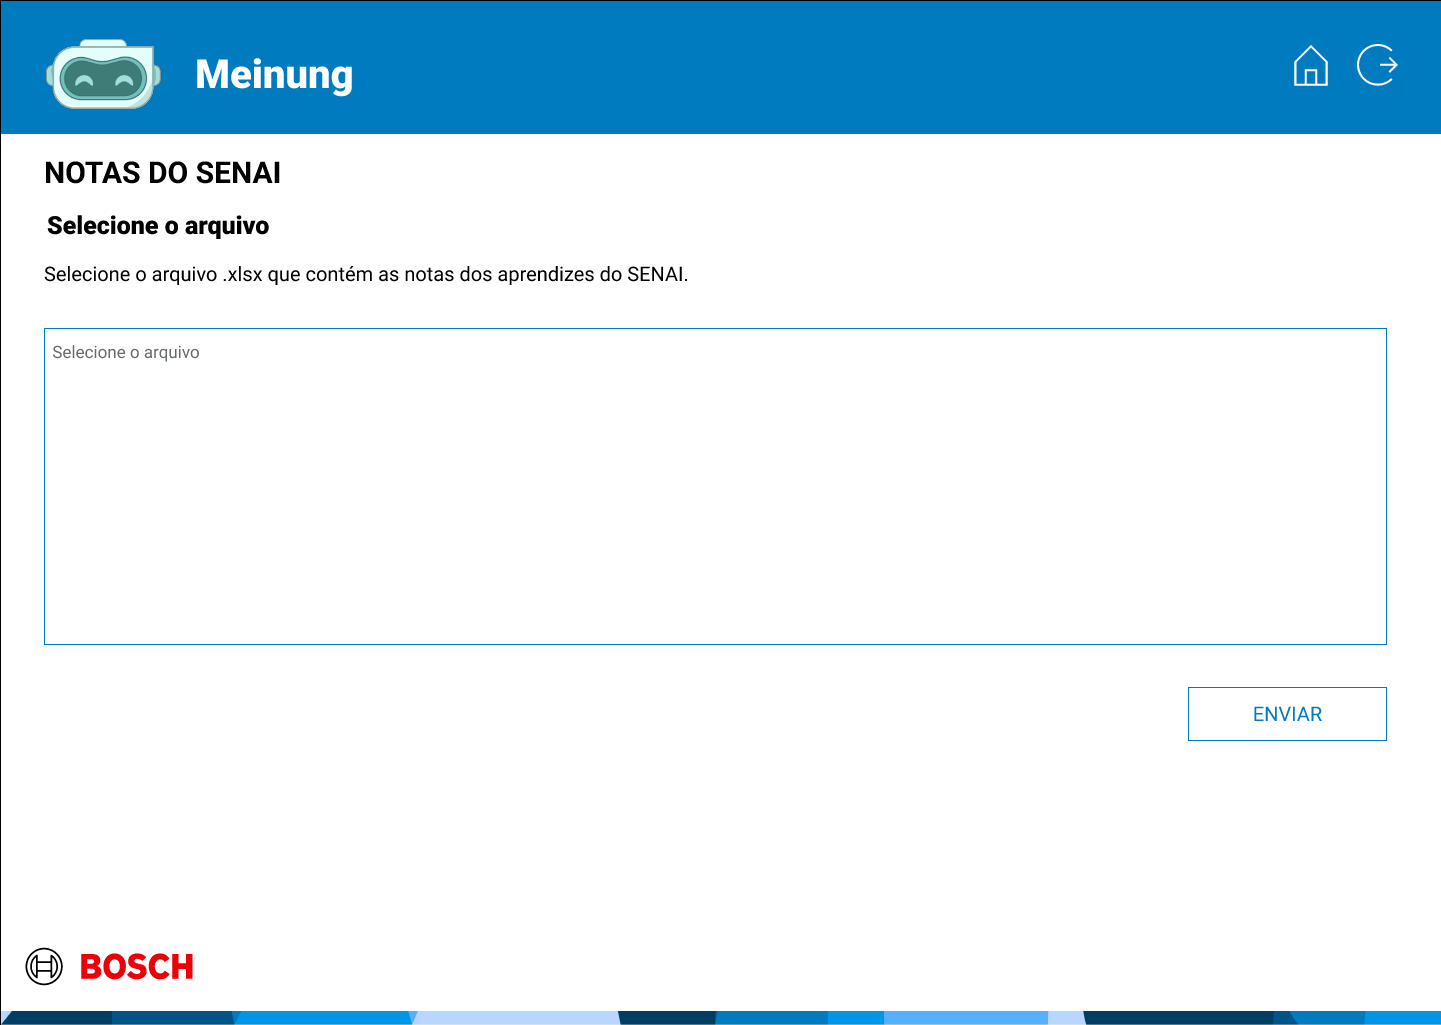 Meinung
NOTAS DO SENAI
Selecione o arquivo
Selecione o arquivo .xlsx que contém as notas dos aprendizes do SENAI.
Selecione o arquivo
ENVIAR
BOSCH